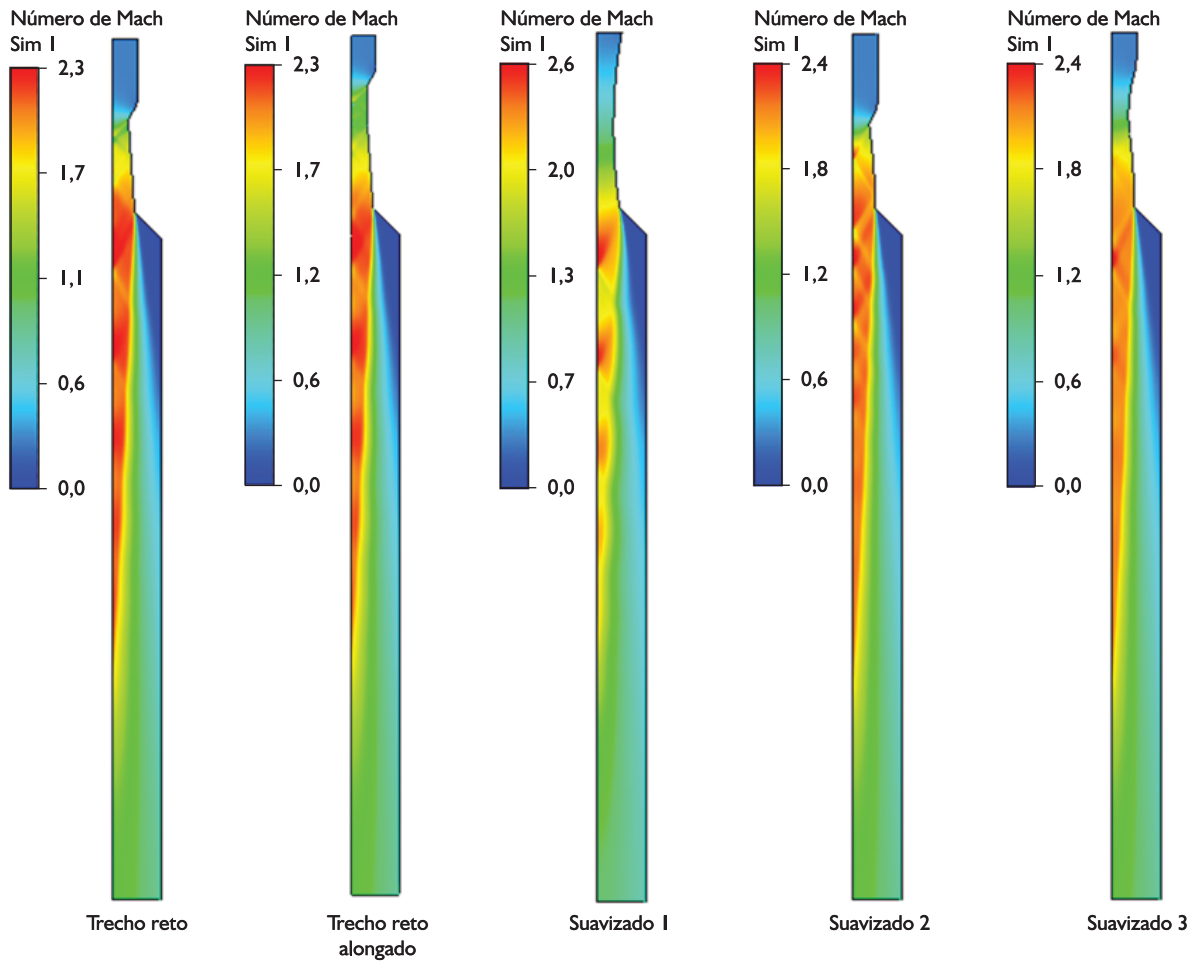 Número de Mach
Sim 1
2,3
1,7
1,1
0,6
0,0
Trecho reto
Número de Mach
Sim 1
2,3
1,7
1,2
0,6
0,0
Trecho reto
alongado
Número de Mach
Sim 1
2,6
2,0
1,3
0,7
0,0
Suavizado 1
Número de Mach
Sim 1
2,4
1,8
1,2
0,6
0,0
Suavizado 2
Número de Mach
Sim 1
2,4
1,8
1,2
0,6
0,0
Suavizado 3